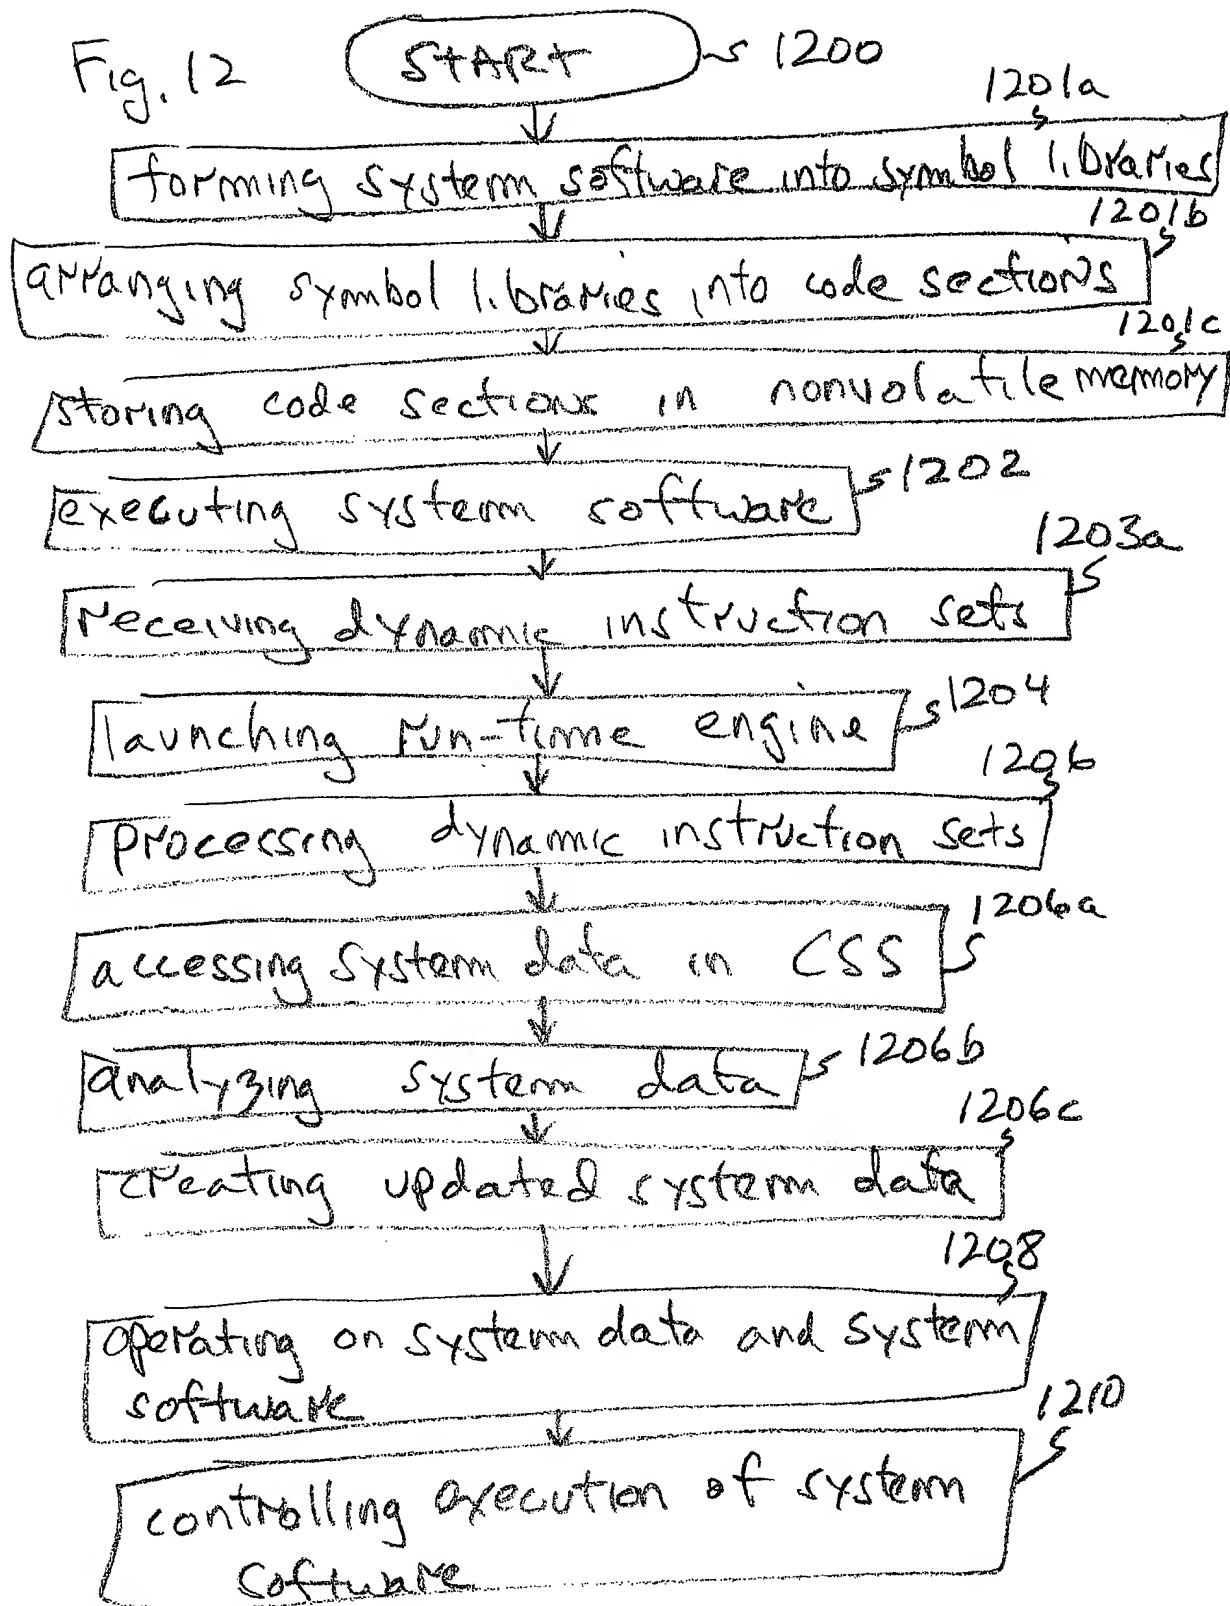 Fig. 12
START 1200
1201a
forming system software into symbol libraries
1201b
arranging symbol libraries into code sections
1201c
storing code sections in nonvolatile memory
executing system software 1202
1203a
receiving dynamic instruction sets
launching run-time engine 1204
1206
processing dynamic instruction sets
1206a
accessing system data in CSS
analyzing system data 1206b
1206c
creating updated system data
1208
operating on system data and system
software
1210
controlling execution of system
software